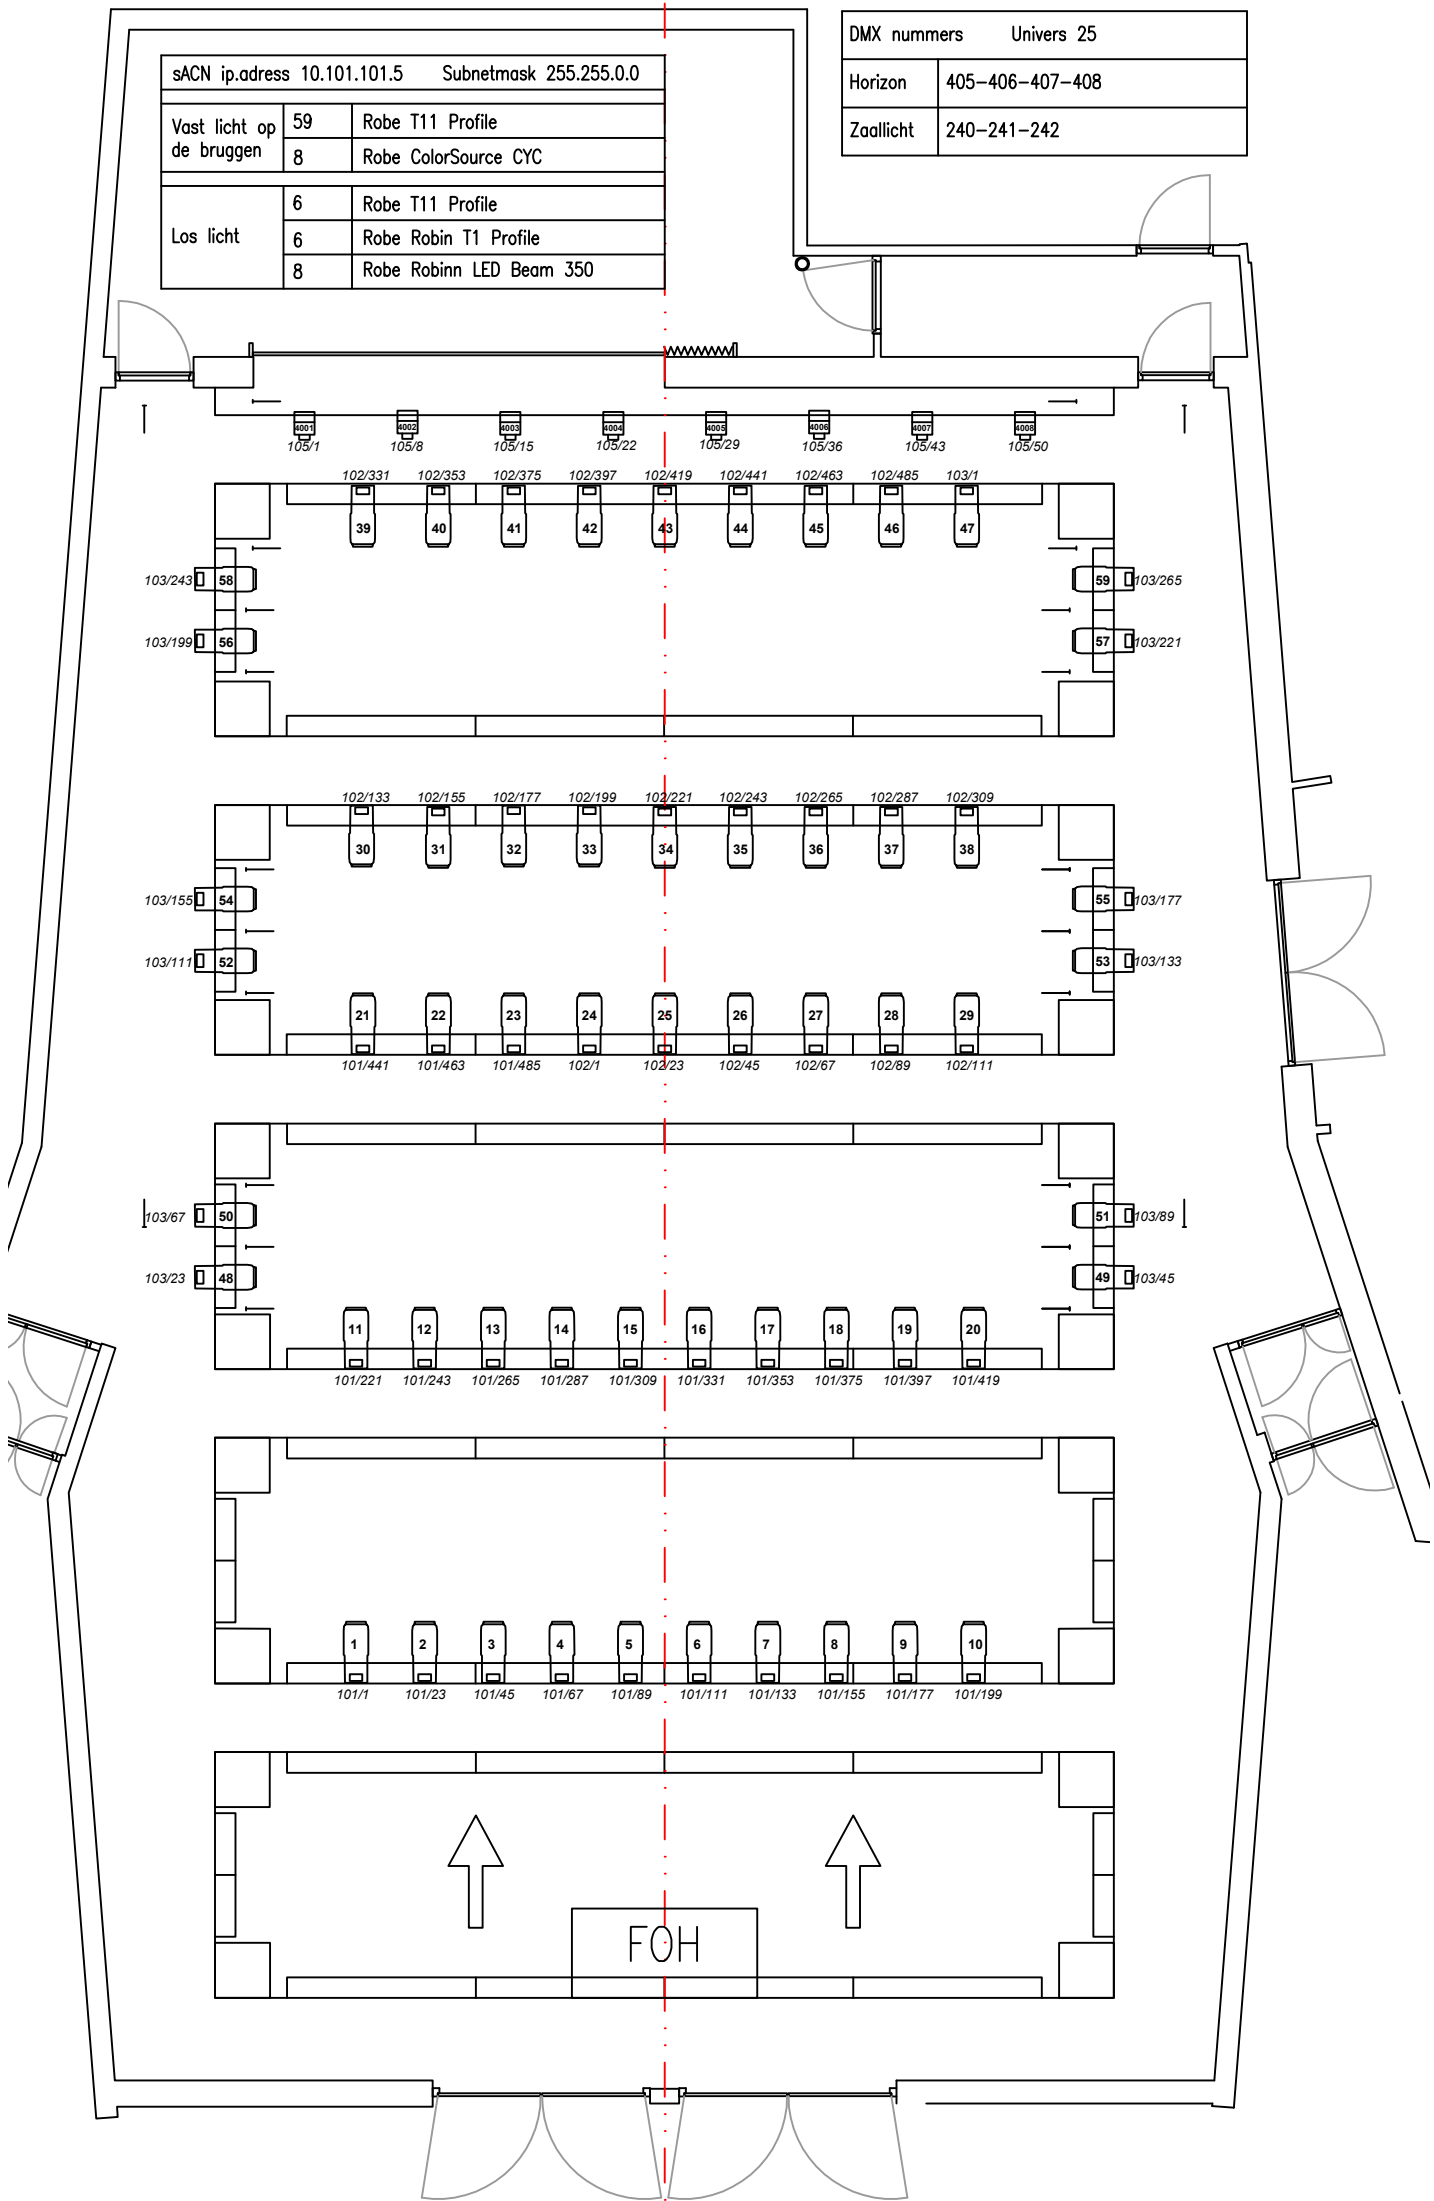 sACN ip.adress 10.101.101.5 Subnetmask 255.255.0.0
Vast licht op de bruggen
59 Robe T11 Profile
8 Robe ColorSource CYC
Los licht
6 Robe T11 Profile
6 Robe Robin T1 Profile
8 Robe Robinn LED Beam 350
DMX nummers Univers 25
Horizon 405-406-407-408
Zaallicht 240-241-242
4001 4002 4003 4004 4005 4006 4007 4008
105/1 105/8 105/15 105/22 105/29 105/36 105/43 105/50
102/331 102/353 102/375 102/397 102/419 102/441 102/463 102/485 103/1
39 40 41 42 43 44 45 46 47
103/243 58 59 103/265
103/199 56 57 103/221
102/133 102/155 102/177 102/199 102/221 102/243 102/265 102/287 102/309
30 31 32 33 34 35 36 37 38
103/155 54 55 103/177
103/111 52 53 103/133
21 22 23 24 25 26 27 28 29
101/441 101/463 101/485 102/1 102/23 102/45 102/67 102/89 102/111
103/67 50 51 103/89
103/23 48 49 103/45
11 12 13 14 15 16 17 18 19 20
101/221 101/243 101/265 101/287 101/309 101/331 101/353 101/375 101/397 101/419
1 2 3 4 5 6 7 8 9 10
101/1 101/23 101/45 101/67 101/89 101/111 101/133 101/155 101/177 101/199
FOH